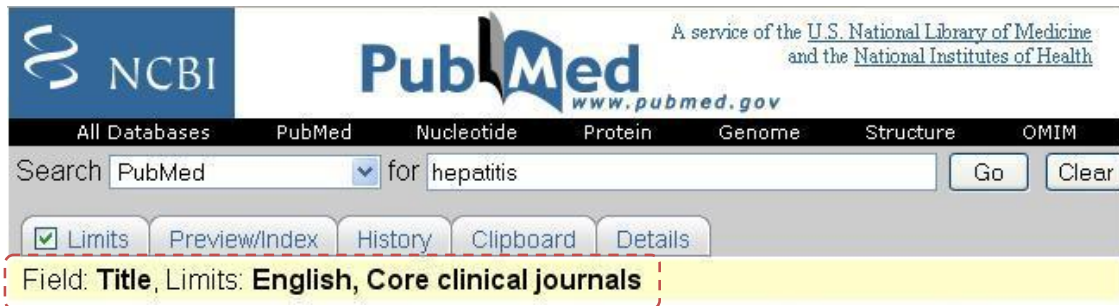 A service of the U.S. National Library of Medicine
and the National Institutes of Health
NCBI
PubMed
www.pubmed.gov
All Databases PubMed Nucleotide Protein Genome Structure OMIM
Search PubMed for hepatitis Go Clear
Limits Preview/Index History Clipboard Details
Field: Title, Limits: English, Core clinical journals